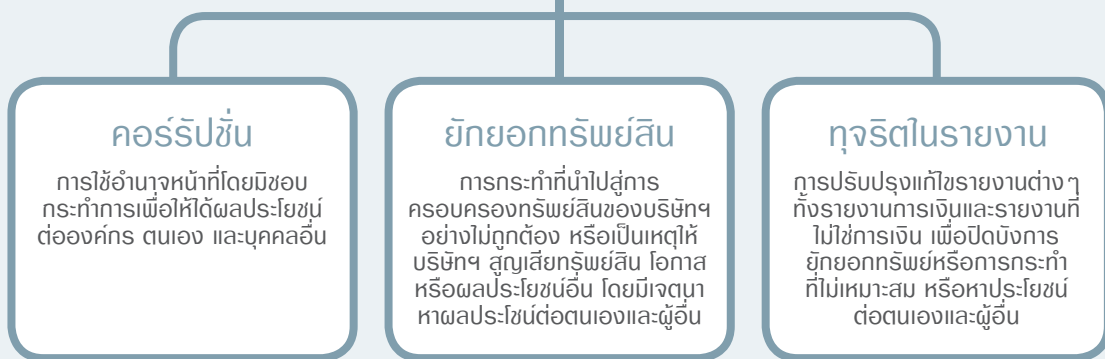 คอร์รัปชั่น
การใช้อำนาจหน้าที่โดยมิชอบ
กระทำการเพื่อให้ได้ผลประโยชน์
ต่อองค์กร ตนเอง และบุคคลอื่น
ยักยอกทรัพย์สิน
การกระทำที่นำไปสู่การ
ครอบครองทรัพย์สินของบริษัทฯ
อย่างไม่ถูกต้อง หรือเป็นเหตุให้
บริษัทฯ สูญเสียทรัพย์สิน โอกาส
หรือผลประโยชน์อื่น โดยมีเจตนา
หาผลประโชน์ต่อตนเองและผู้อื่น
ทุจริตในรายงาน
การปรับปรุงแก้ไขรายงานต่างๆ
ทั้งรายงานการเงินและรายงานที่
ไม่ใช่การเงิน เพื่อปิดบังการ
ยักยอกทรัพย์หรือการกระทำ
ที่ไม่เหมาะสม หรือหาประโยชน์
ต่อตนเองและผู้อื่น